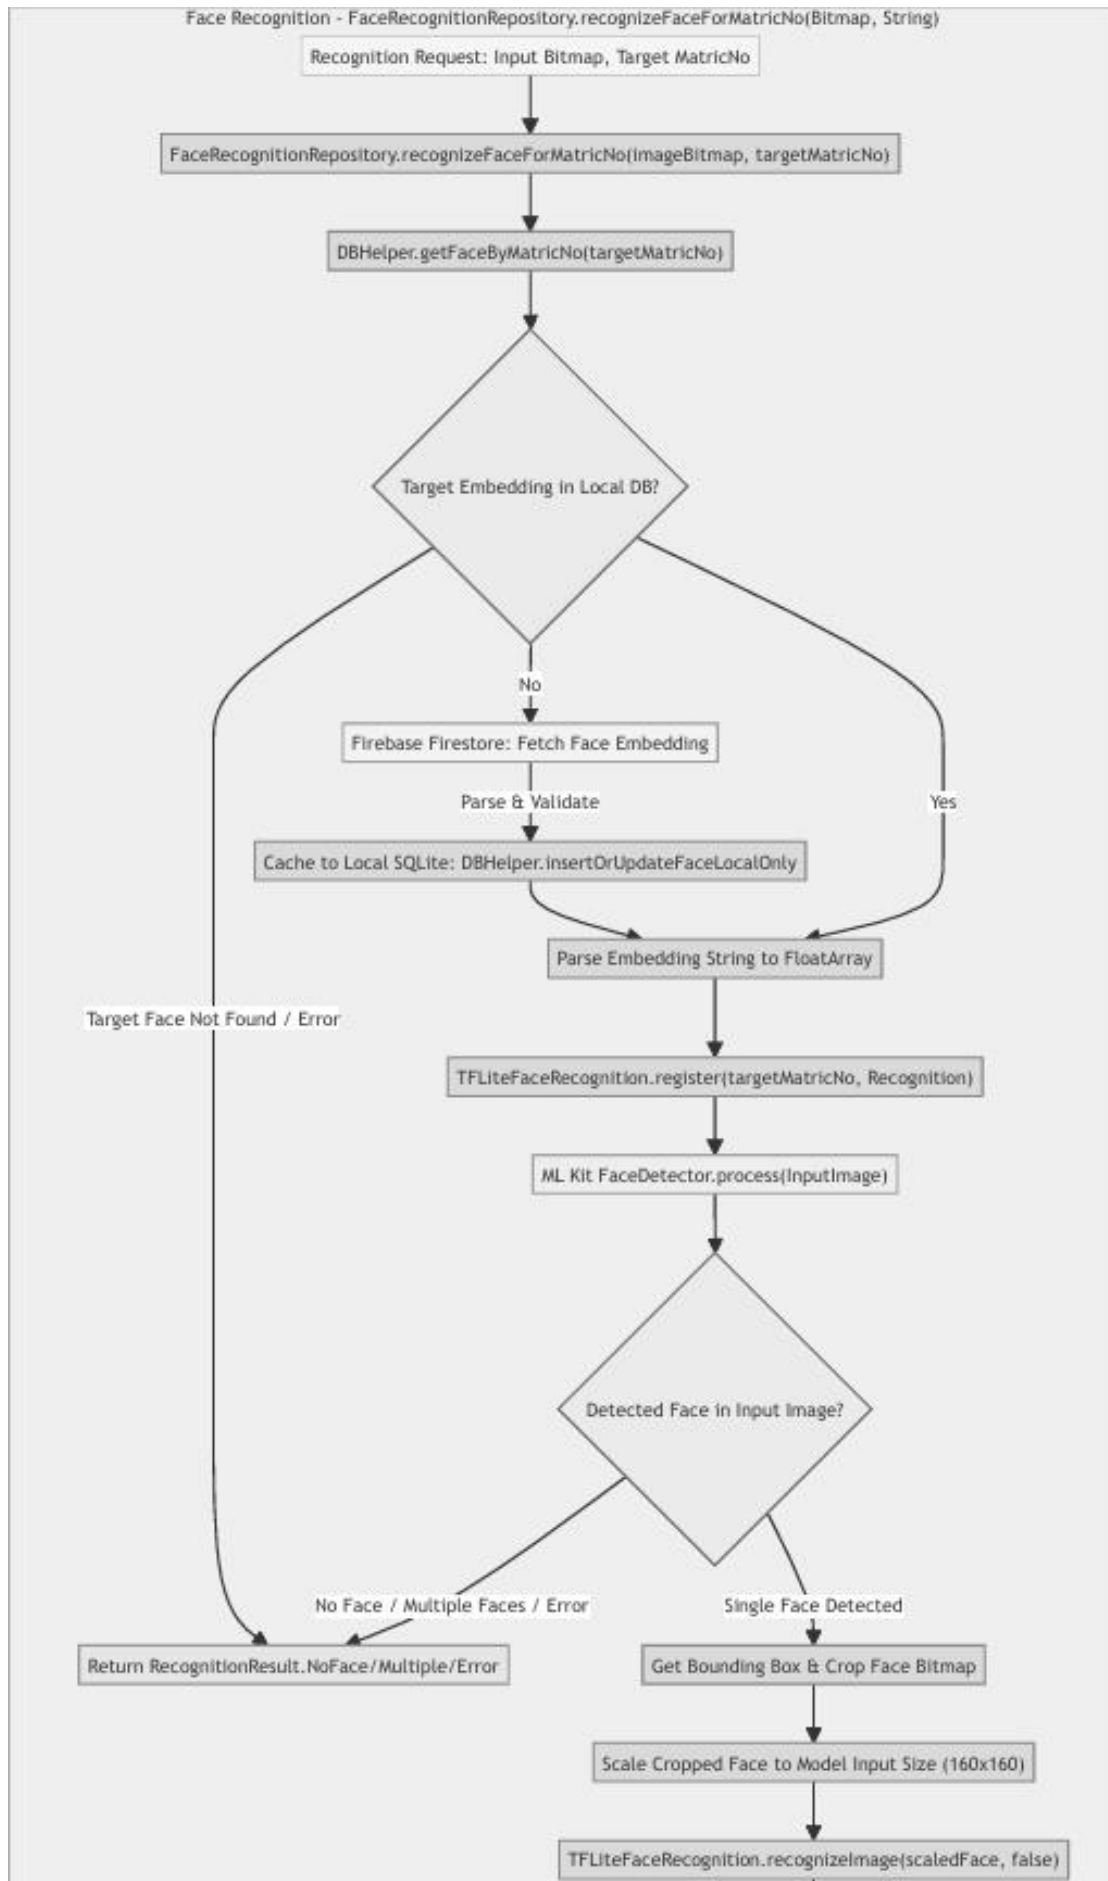 Face Recognition - FaceRecognitionRepository.recognizeFaceForMatricNo(Bitmap, String)
Recognition Request: Input Bitmap, Target MatricNo
FaceRecognitionRepository.recognizeFaceForMatricNo(imageBitmap, targetMatricNo)
DBHelper.getFaceByMatricNo(targetMatricNo)
Target Embedding in Local DB?
No
Firebase Firestore: Fetch Face Embedding
Parse & Validate
Yes
Cache to Local SQLite: DBHelper.insertOrUpdateFaceLocalOnly
Parse Embedding String to FloatArray
Target Face Not Found / Error
TFLiteFaceRecognition.register(targetMatricNo, Recognition)
ML Kit FaceDetector.process(InputImage)
Detected Face in Input Image?
No Face / Multiple Faces / Error
Single Face Detected
Return RecognitionResult.NoFace/Multiple/Error
Get Bounding Box & Crop Face Bitmap
Scale Cropped Face to Model Input Size (160x160)
TFLiteFaceRecognition.recognizeImage(scaledFace, false)